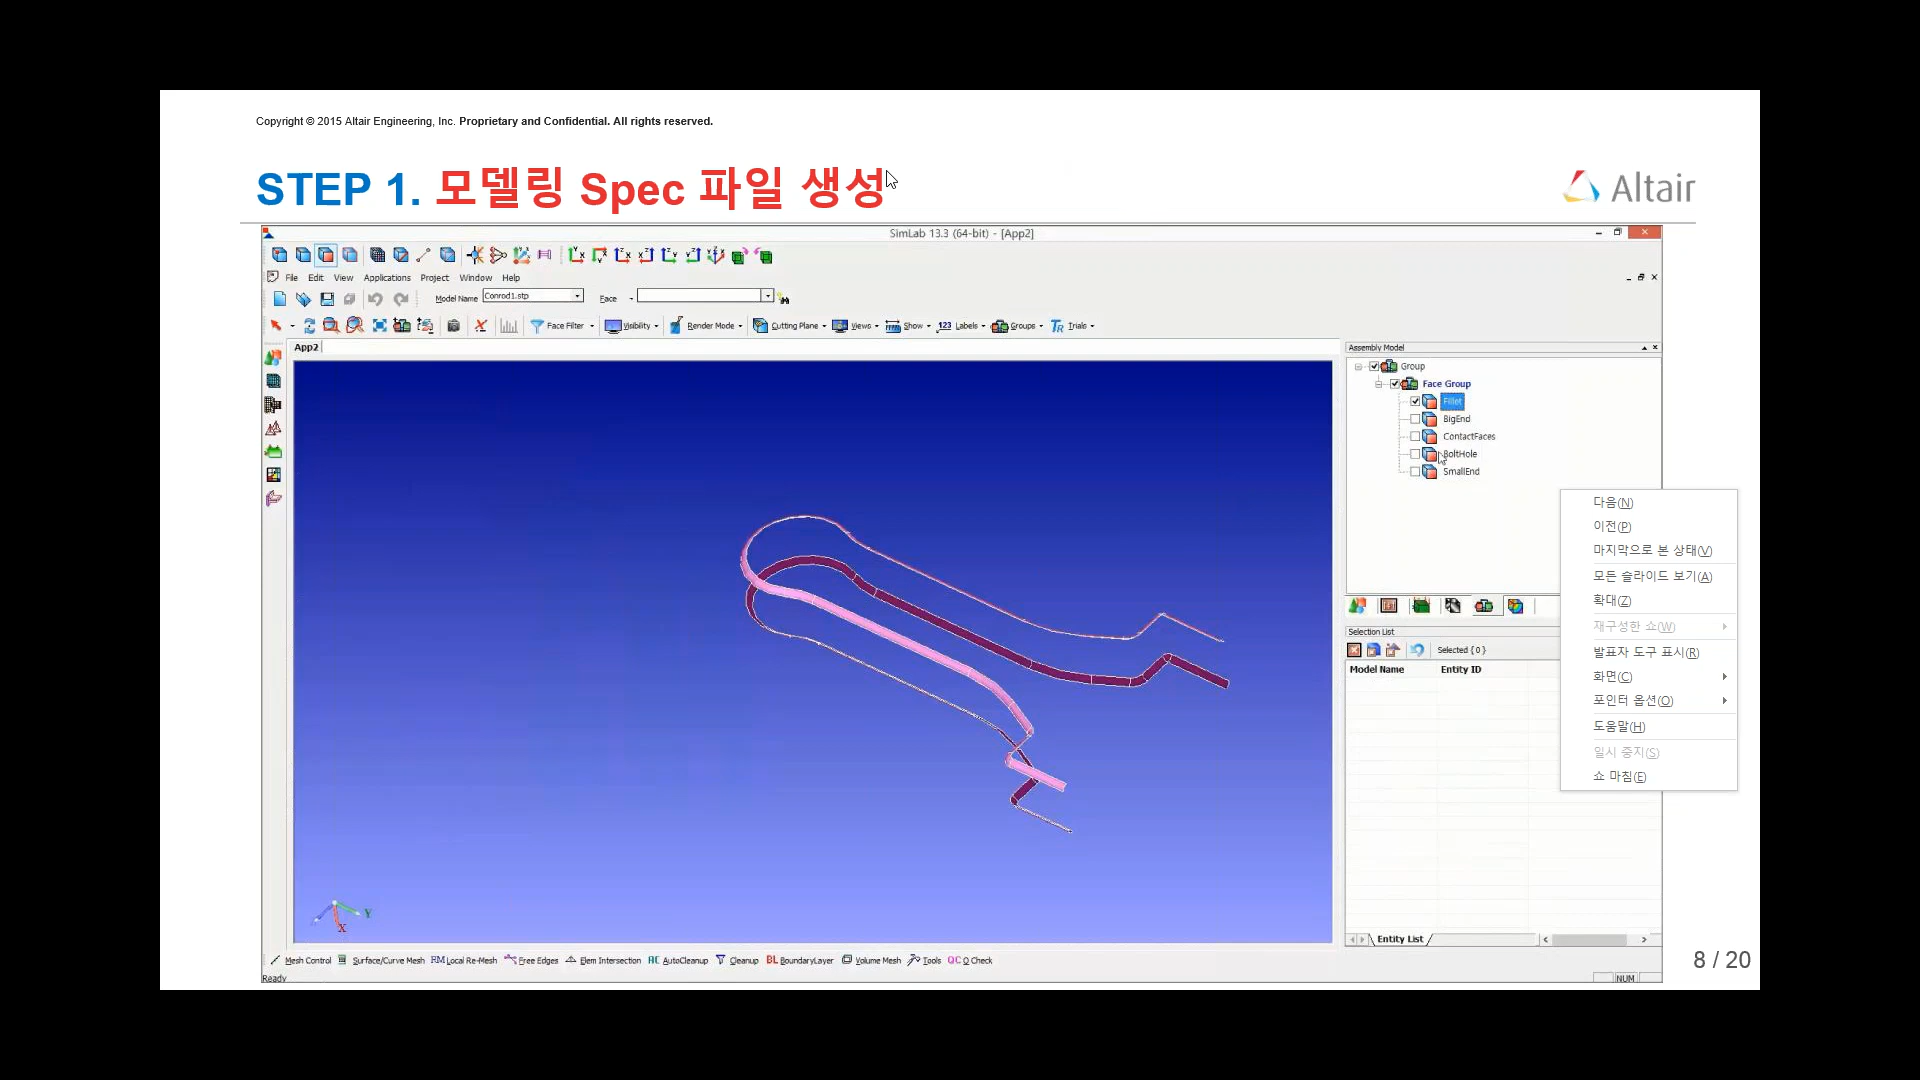 Copyright © 2015 Altair Engineering, Inc. Proprietary and Confidential. All rights reserved.
STEP 1. 모델링 Spec 파일 생성
Altair
SimLab 13.3 (64-bit) - [App2]
File Edit View Applications Project Window Help
Model Name Conrod1.stp Face
Face Filter Visibility Render Mode Cutting Plane Views Show 123 Labels Groups TR Trials
App2
Assembly Model
Group
Face Group
Fillet
BigEnd
ContactFaces
BoltHole
SmallEnd
다음(N)
이전(P)
마지막으로 본 상태(V)
모든 슬라이드 보기(A)
확대(Z)
재구성한 쇼(W)
발표자 도구 표시(R)
화면(C)
포인터 옵션(O)
도움말(H)
일시 중지(S)
쇼 마침(E)
Selection List
Selected { 0 }
Model Name Entity ID
Y
X
Entity List
Mesh Control Surface/Curve Mesh RM Local Re-Mesh Free Edges Elem Intersection AC AutoCleanup Cleanup BL BoundaryLayer Volume Mesh Tools QC Q Check
8 / 20
Ready
NUM